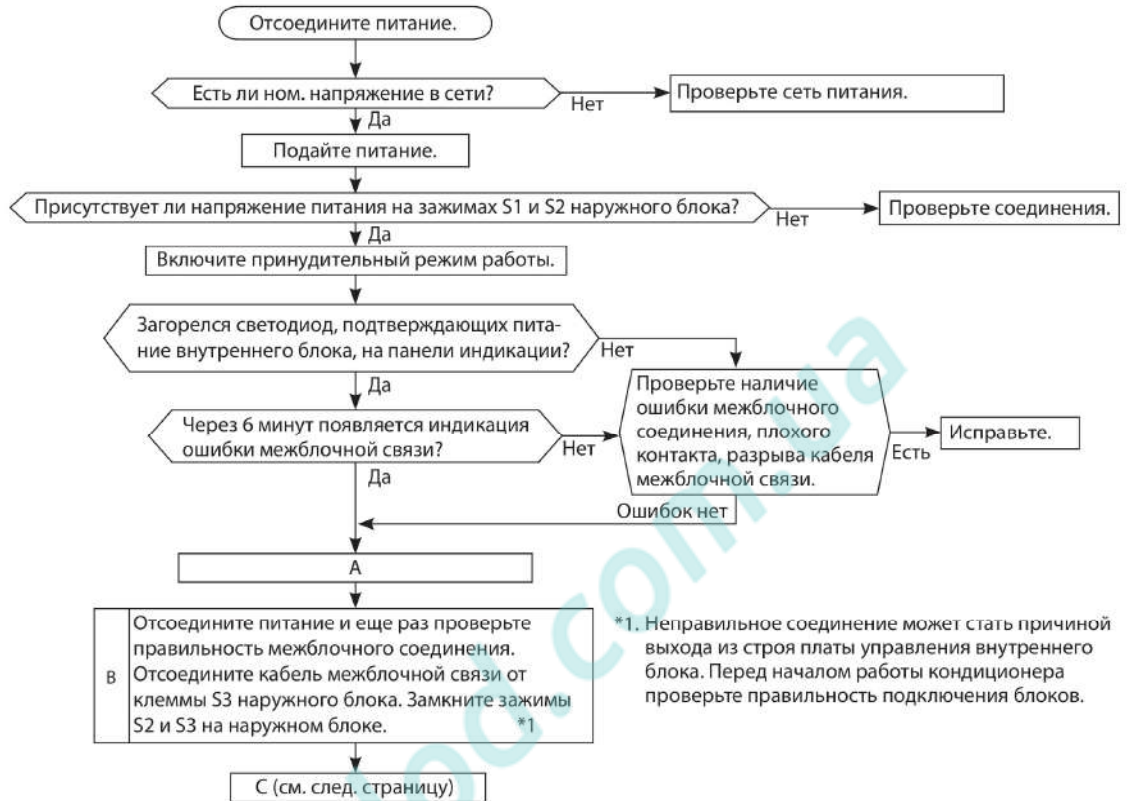 Отсоедините питание.
Есть ли ном. напряжение в сети?
Нет
Проверьте сеть питания.
Да
Подайте питание.
Присутствует ли напряжение питания на зажимах S1 и S2 наружного блока?
Нет
Проверьте соединения.
Да
Включите принудительный режим работы.
Загорелся светодиод, подтверждающих пита-
ние внутреннего блока, на панели индикации?
Нет
Да
Проверьте наличие
ошибки межблочного
соединения, плохого
контакта, разрыва кабеля
межблочной связи.
Через 6 минут появляется индикация
ошибки межблочной связи?
Нет
Есть
Исправьте.
Да
Ошибок нет
A
B
Отсоедините питание и еще раз проверьте
правильность межблочного соединения.
Отсоедините кабель межблочной связи от
клеммы S3 наружного блока. Замкните зажимы
S2 и S3 на наружном блоке. *1
*1. Неправильное соединение может стать причиной
выхода из строя платы управления внутреннего
блока. Перед началом работы кондиционера
проверьте правильность подключения блоков.
C (см. след. страницу)
lod.com.ua